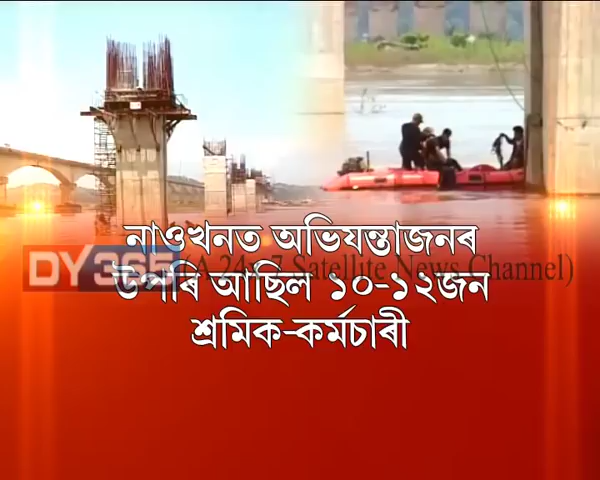 নাওখনত অভিযন্তাজনৰ
DY365 (A 24x7 Satellite News Channel)
উপৰি আছিল ১০-১২জন
শ্ৰমিক-কৰ্মচাৰী